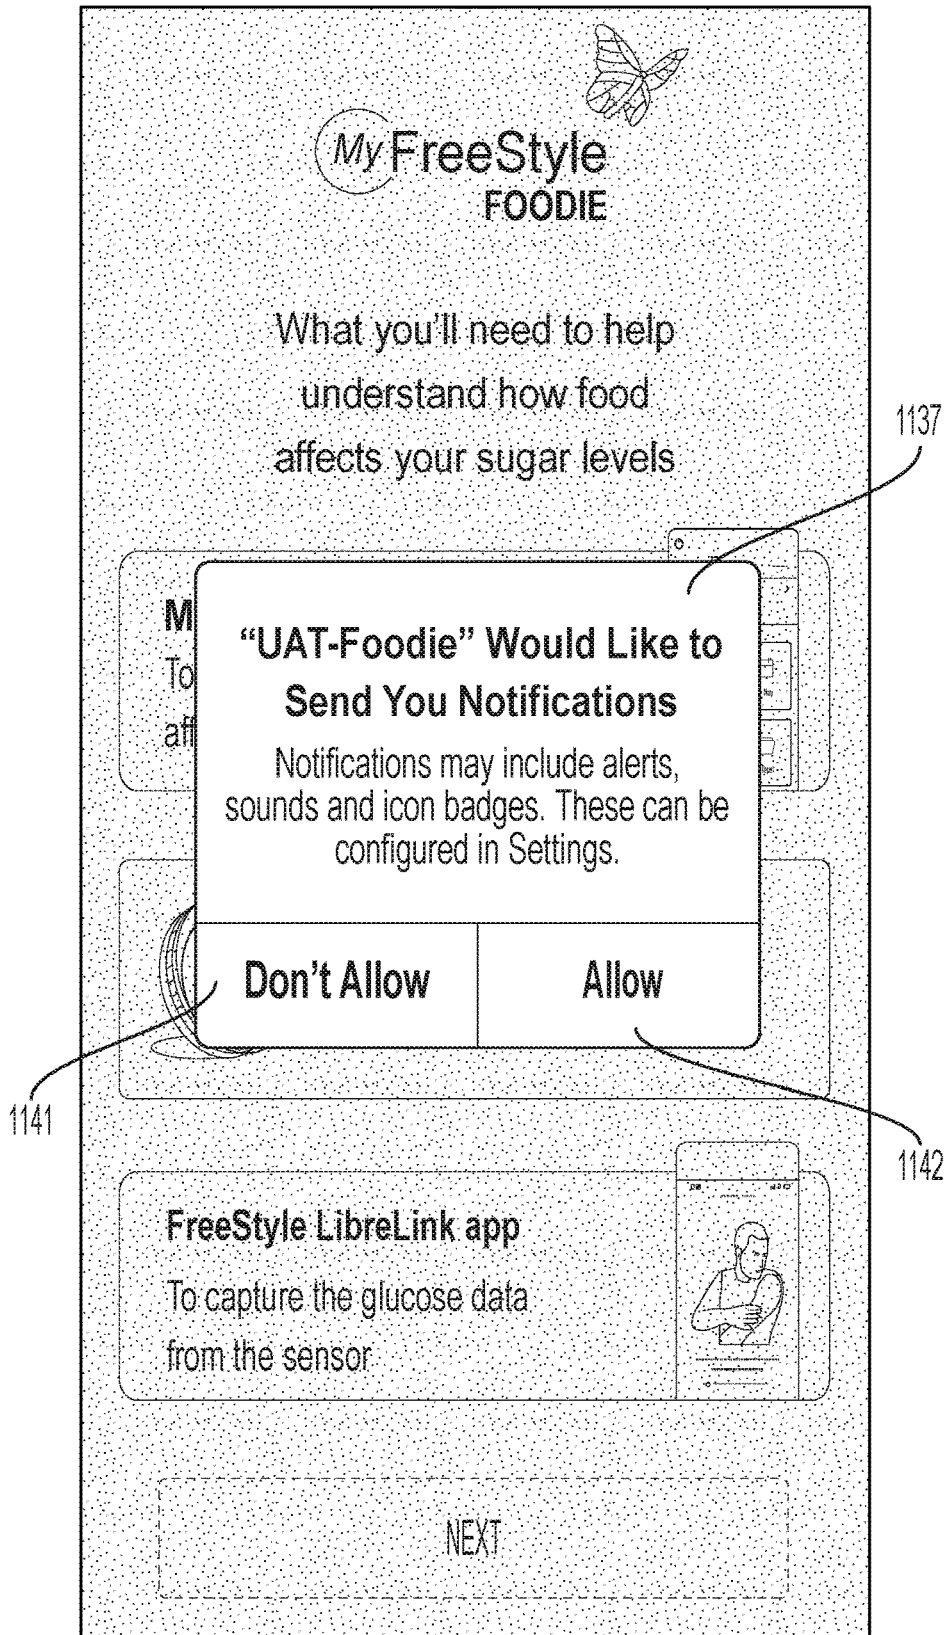 My FreeStyle
FOODIE
What you'll need to help
understand how food
affects your sugar levels
1137
M
To
aff
“UAT-Foodie” Would Like to
Send You Notifications
Notifications may include alerts,
sounds and icon badges. These can be
configured in Settings.
Don't Allow
Allow
1141
1142
FreeStyle LibreLink app
To capture the glucose data
from the sensor
NEXT